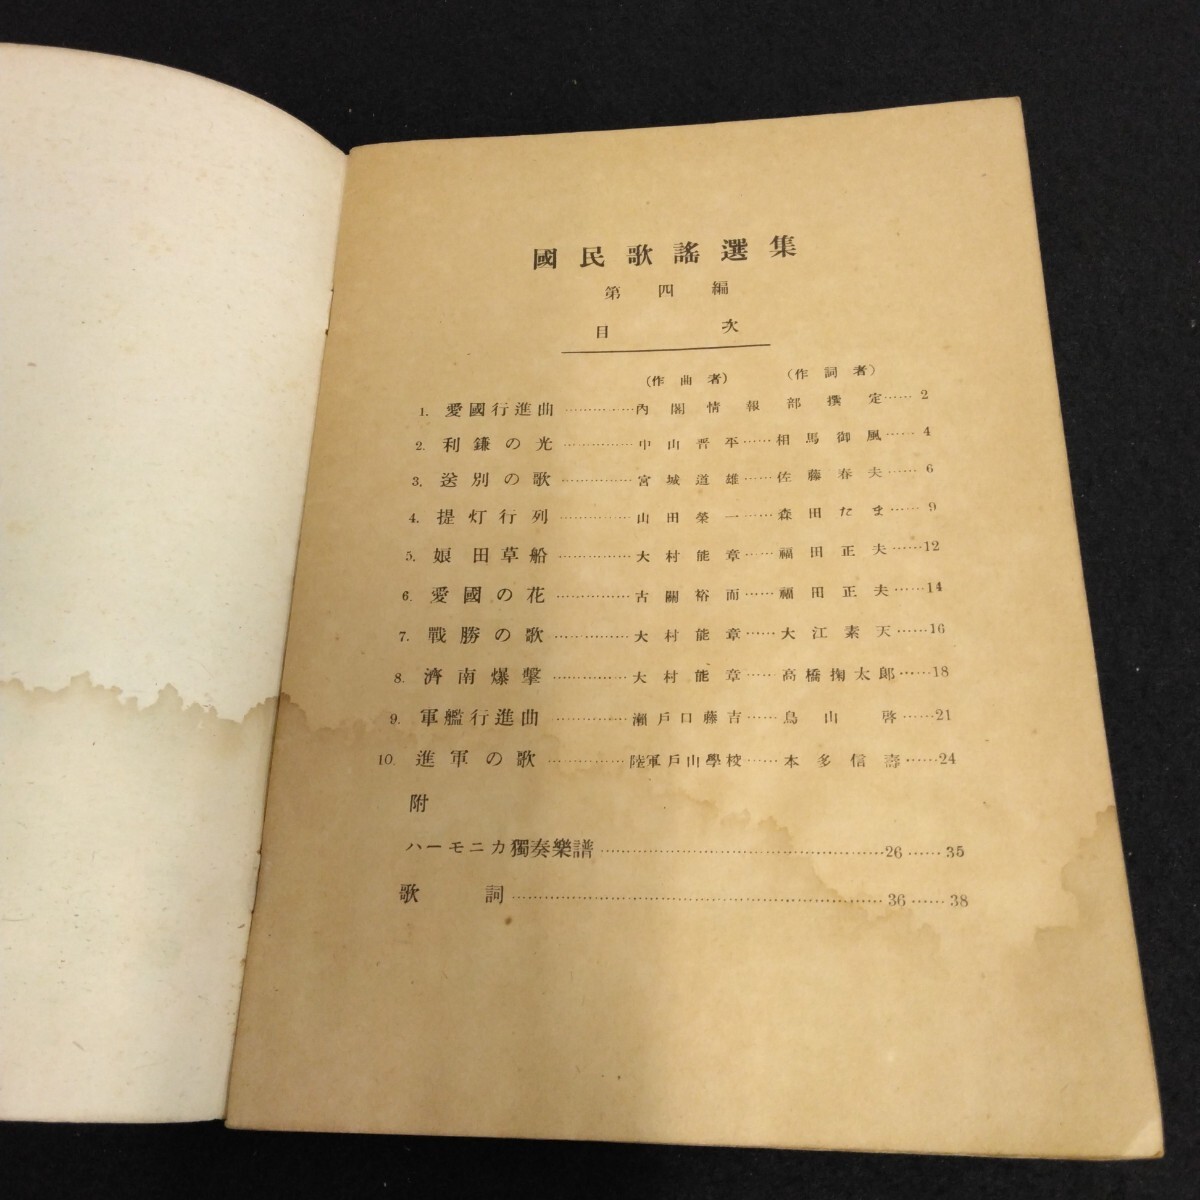 國民歌謠選集
第四編
目次
（作曲者）（作詞者）
1. 愛國行進曲……………內閣情報部撰定……2
2. 利鎌の光……………中山晋平……相馬御風……4
3. 送別の歌……………宮城道雄……佐藤春夫……6
4. 提灯行列……………山田榮一……森田たま……9
5. 娘田草船……………大村能章……福田正夫……12
6. 愛國の花……………古關裕而……福田正夫……14
7. 戰勝の歌……………大村能章……大江素天……16
8. 濟南爆擊……………大村能章……高橋掬太郎……18
9. 軍艦行進曲……………瀨戶口藤吉……鳥山啓……21
10. 進軍の歌……………陸軍戶山學校……本多信壽……24
附
ハーモニカ獨奏樂譜……………26……35
歌詞……………36……38